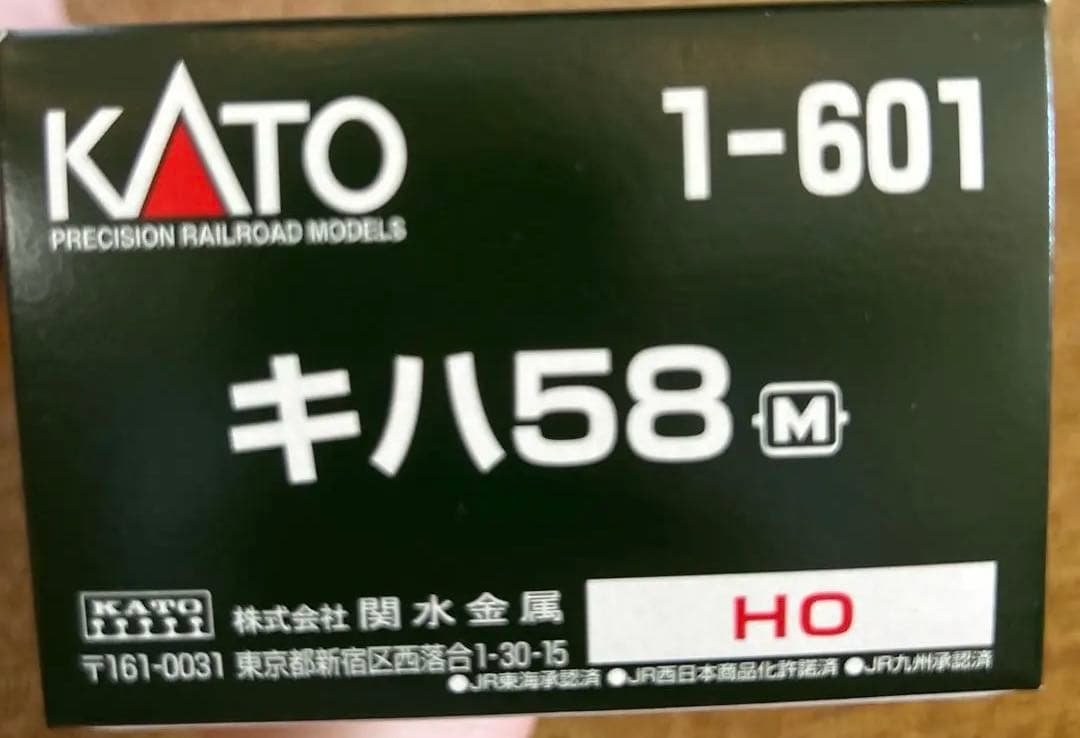 KATO 1-601
PRECISION RAILROAD MODELS
キハ58 M
KATO 株式会社 関水金属 HO
〒161-0031 東京都新宿区西落合1-30-15
●JR東海承認済 ●JR西日本商品化許諾済 ●JR九州承認済